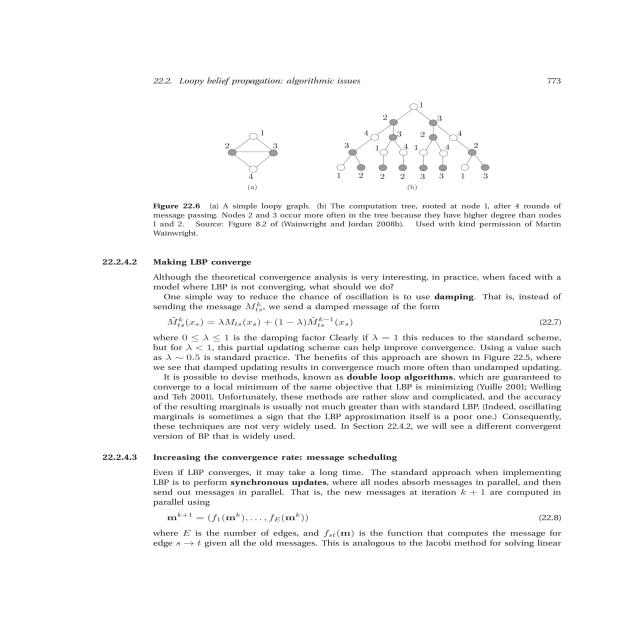 22.2. Loopy belief propagation: algorithmic issues 773
1
2 3
4
(a)
1
2 3
4 3 2 4
3 1 4 1 4 2
1 2 2 2 3 3 1 3
(b)
Figure 22.6 (a) A simple loopy graph. (b) The computation tree, rooted at node 1, after 4 rounds of
message passing. Nodes 2 and 3 occur more often in the tree because they have higher degree than nodes
1 and 2. Source: Figure 8.2 of (Wainwright and Jordan 2008b). Used with kind permission of Martin
Wainwright.
22.2.4.2 Making LBP converge
Although the theoretical convergence analysis is very interesting, in practice, when faced with a
model where LBP is not converging, what should we do?
One simple way to reduce the chance of oscillation is to use damping. That is, instead of
sending the message M^k_{ts}, we send a damped message of the form
M̃^k_{ts}(x_s) = λM_{ts}(x_s) + (1 − λ)M̃^{k−1}_{ts}(x_s) (22.7)
where 0 ≤ λ ≤ 1 is the damping factor Clearly if λ = 1 this reduces to the standard scheme,
but for λ < 1, this partial updating scheme can help improve convergence. Using a value such
as λ ∼ 0.5 is standard practice. The benefits of this approach are shown in Figure 22.5, where
we see that damped updating results in convergence much more often than undamped updating.
It is possible to devise methods, known as double loop algorithms, which are guaranteed to
converge to a local minimum of the same objective that LBP is minimizing (Yuille 2001; Welling
and Teh 2001). Unfortunately, these methods are rather slow and complicated, and the accuracy
of the resulting marginals is usually not much greater than with standard LBP. (Indeed, oscillating
marginals is sometimes a sign that the LBP approximation itself is a poor one.) Consequently,
these techniques are not very widely used. In Section 22.4.2, we will see a different convergent
version of BP that is widely used.
22.2.4.3 Increasing the convergence rate: message scheduling
Even if LBP converges, it may take a long time. The standard approach when implementing
LBP is to perform synchronous updates, where all nodes absorb messages in parallel, and then
send out messages in parallel. That is, the new messages at iteration k + 1 are computed in
parallel using
m^{k+1} = (f_1(m^k), . . . , f_E(m^k)) (22.8)
where E is the number of edges, and f_{st}(m) is the function that computes the message for
edge s → t given all the old messages. This is analogous to the Jacobi method for solving linear